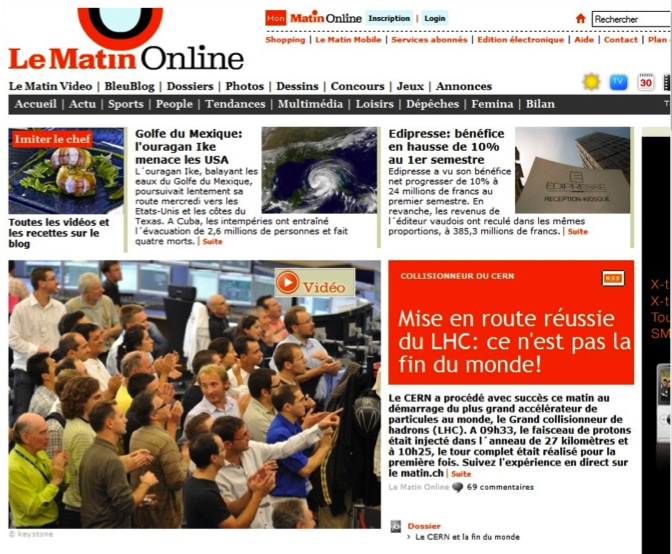 Mon Matin Online Inscription | Login
Rechercher
Shopping | Le Matin Mobile | Services abonnés | Edition électronique | Aide | Contact | Plan
Le Matin Online
Le Matin Video | BleuBlog | Dossiers | Photos | Dessins | Concours | Jeux | Annonces
TV
30
Accueil | Actu | Sports | People | Tendances | Multimédia | Loisirs | Dépêches | Femina | Bilan
Imiter le chef
Toutes les vidéos et
les recettes sur le
blog
Golfe du Mexique:
l'ouragan Ike
menace les USA
L´ouragan Ike, balayant les
eaux du Golfe du Mexique,
poursuivait lentement sa
route mercredi vers les
Etats-Unis et les côtes du
Texas. A Cuba, les intempéries ont entraîné
l´évacuation de 2,6 millions de personnes et fait
quatre morts. | Suite
Edipresse: bénéfice
en hausse de 10%
au 1er semestre
Edipresse a vu son bénéfice
net progresser de 10% à
24 millions de francs au
premier semestre. En
revanche, les revenus de
l´éditeur vaudois ont reculé dans les mêmes
proportions, à 385,3 millions de francs. | Suite
EDIPRESSE
RECEPTION-KIOSQUE
Vidéo
© keystone
COLLISIONNEUR DU CERN
RSS
Mise en route réussie
du LHC: ce n'est pas la
fin du monde!
Le CERN a procédé avec succès ce matin au
démarrage du plus grand accélérateur de
particules au monde, le Grand collisionneur de
hadrons (LHC). A 09h33, le faisceau de protons
était injecté dans l´anneau de 27 kilomètres et
à 10h25, le tour complet était réalisé pour la
première fois. Suivez l'expérience en direct sur
le matin.ch | Suite
Le Matin Online 69 commentaires
Dossier
› Le CERN et la fin du monde
X-t
X-t
Tou
SM